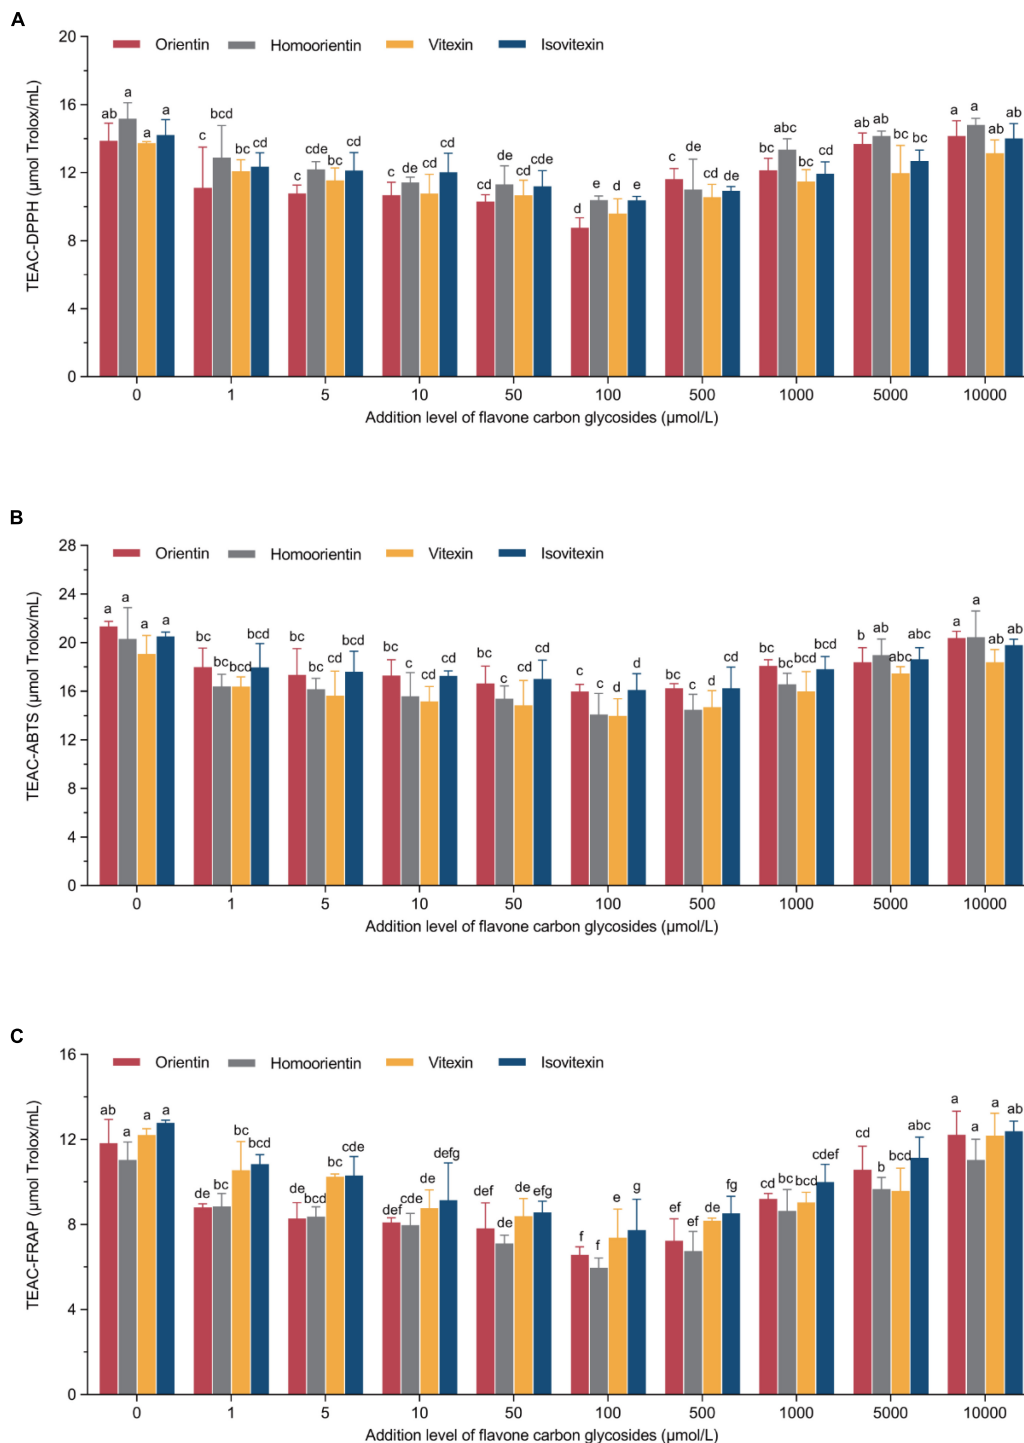 A
Orientin Homoorientin Vitexin Isovitexin
TEAC-DPPH (µmol Trolox/mL)
20
16
12
8
4
0
ab a a a
c bcd bc cd
c cde bc cd
c de cd cd
cd de cd cde
d e d e
c de cd de
bc abc bc cd
ab ab bc bc
a a ab ab
0 1 5 10 50 100 500 1000 5000 10000
Addition level of flavone carbon glycosides (µmol/L)
B
Orientin Homoorientin Vitexin Isovitexin
TEAC-ABTS (µmol Trolox/mL)
28
24
20
16
12
8
4
0
a a a a
bc bc bcd bcd
bc bc cd bcd
bc c cd cd
bc c cd cd
c c d d
bc c d cd
bc bc bcd bcd
b ab abc abc
a a ab ab
0 1 5 10 50 100 500 1000 5000 10000
Addition level of flavone carbon glycosides (µmol/L)
C
Orientin Homoorientin Vitexin Isovitexin
TEAC-FRAP (µmol Trolox/mL)
16
12
8
4
0
ab a a a
de bc bc bcd
de bcd bc cde
def cde de defg
def de de efg
f f e g
ef ef de fg
cd bc bcd cdef
cd b bcd abc
a a a ab
0 1 5 10 50 100 500 1000 5000 10000
Addition level of flavone carbon glycosides (µmol/L)